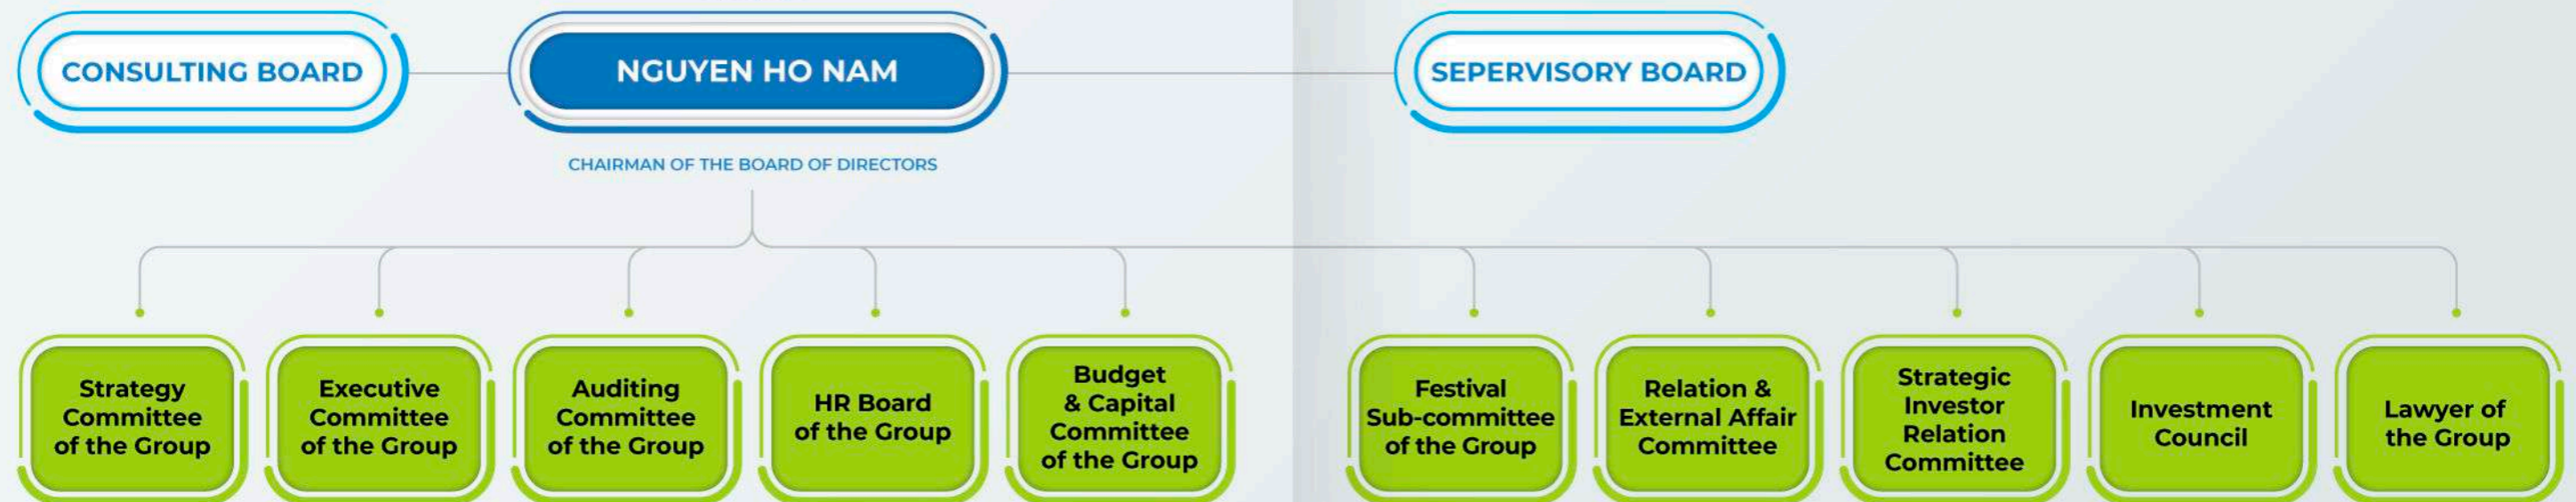 CONSULTING BOARD
NGUYEN HO NAM
SEPERVISORY BOARD
CHAIRMAN OF THE BOARD OF DIRECTORS
Strategy
Committee
of the Group
Executive
Committee
of the Group
Auditing
Committee
of the Group
HR Board
of the Group
Budget
& Capital
Committee
of the Group
Festival
Sub-committee
of the Group
Relation &
External Affair
Committee
Strategic
Investor
Relation
Committee
Investment
Council
Lawyer of
the Group